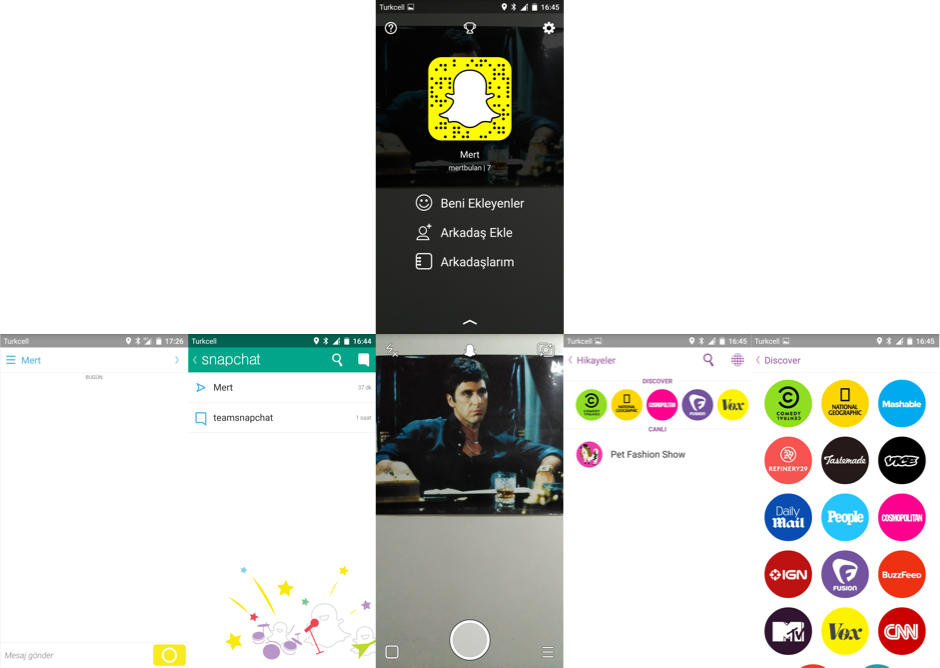 Turkcell 16:45
Mert
mertbulan | 7
Beni Ekleyenler
Arkadaş Ekle
Arkadaşlarım
Turkcell 17:26
Mert
BUGÜN
Mesaj gönder
Turkcell 16:44
snapchat
Mert 37 dk
teamsnapchat 1 saat
Turkcell 16:45
Hikayeler
DISCOVER
COMEDY CENTRAL
NATIONAL GEOGRAPHIC
COSMOPOLITAN
FUSION
Vox
CANLI
Pet Fashion Show
Turkcell 16:45
Discover
COMEDY CENTRAL
NATIONAL GEOGRAPHIC
Mashable
REFINERY29
Tastemade
VICE
Daily Mail
People
COSMOPOLITAN
IGN
FUSION
BuzzFeed
MTV
Vox
CNN